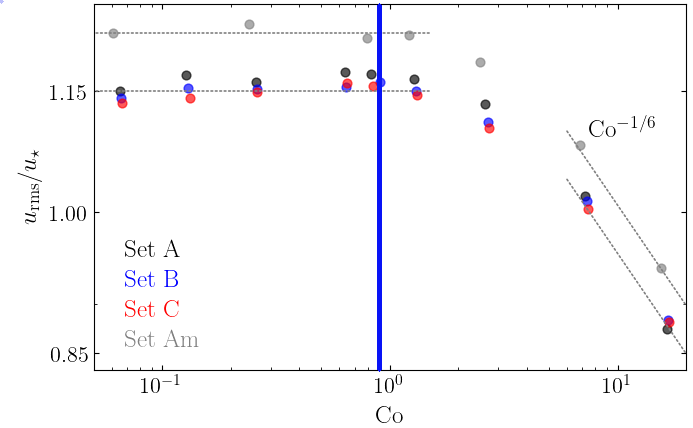 1.15
1.00
0.85
u_rms/u_⋆
Co^{-1/6}
Set A
Set B
Set C
Set Am
10^{-1}
10^0
10^1
Co